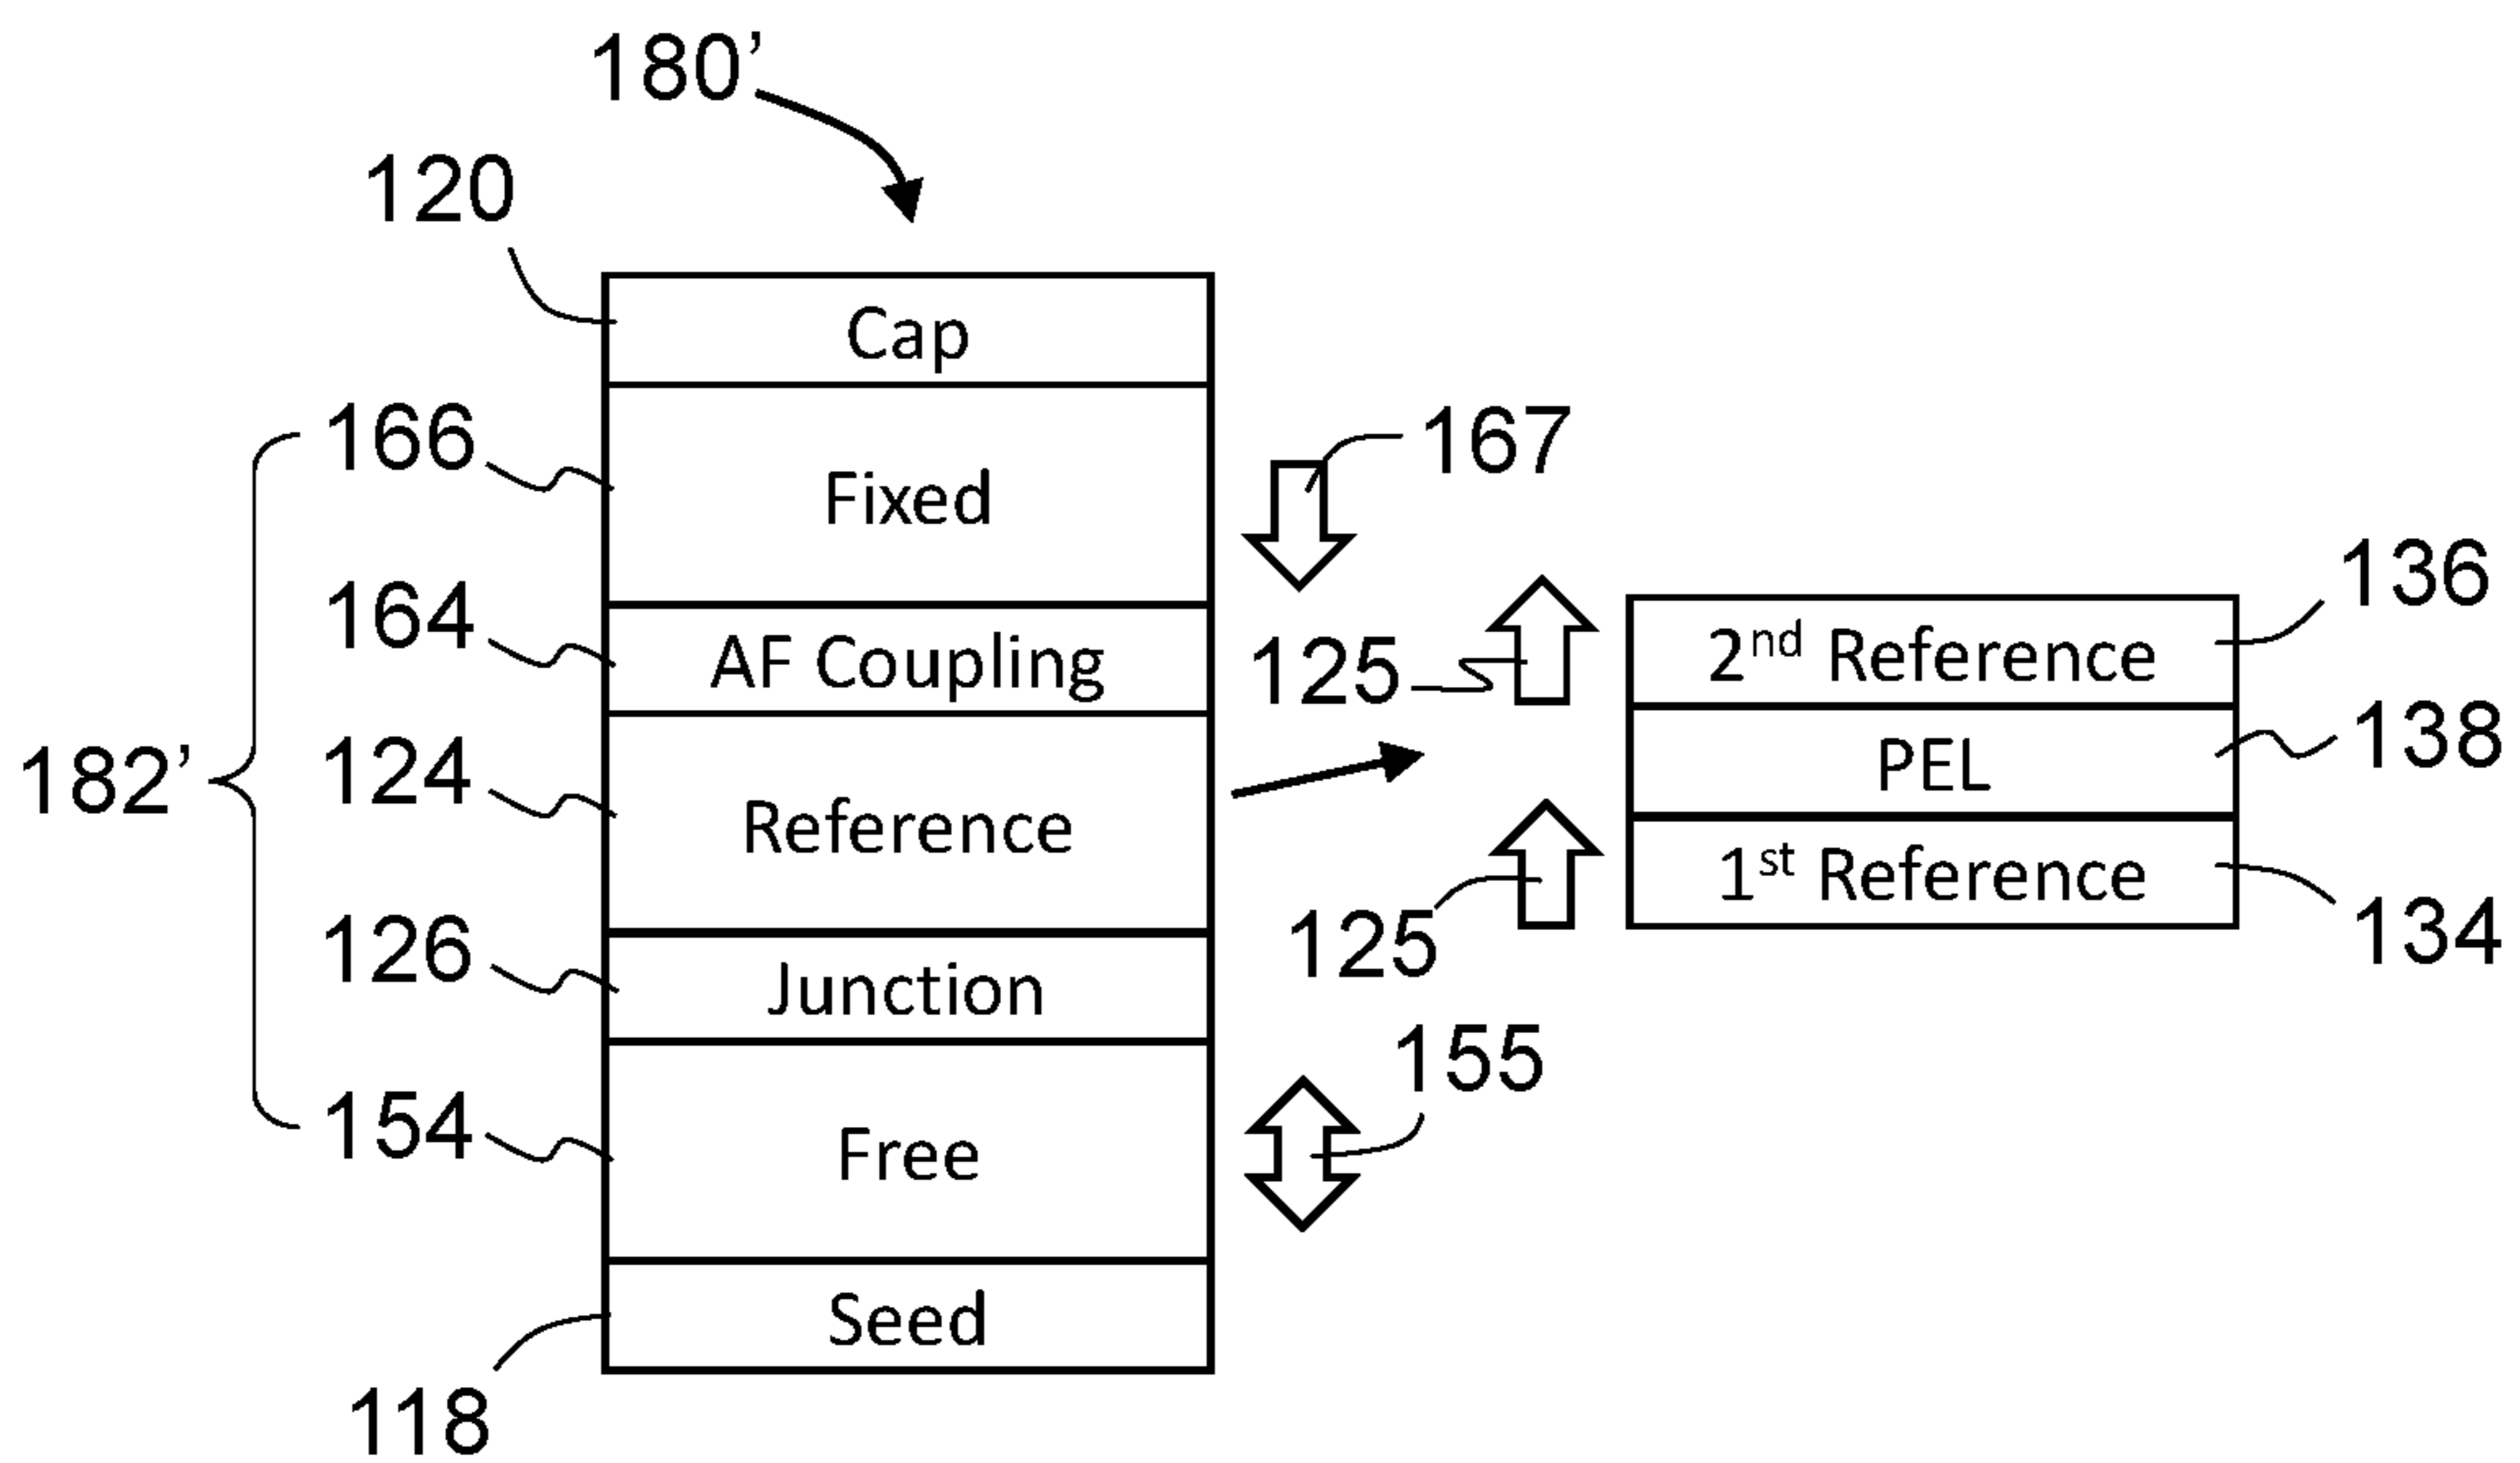 180’
120
Cap
166
Fixed
167
164
AF Coupling
125
2nd Reference
136
182’
124
Reference
PEL
138
125
1st Reference
134
126
Junction
155
154
Free
Seed
118